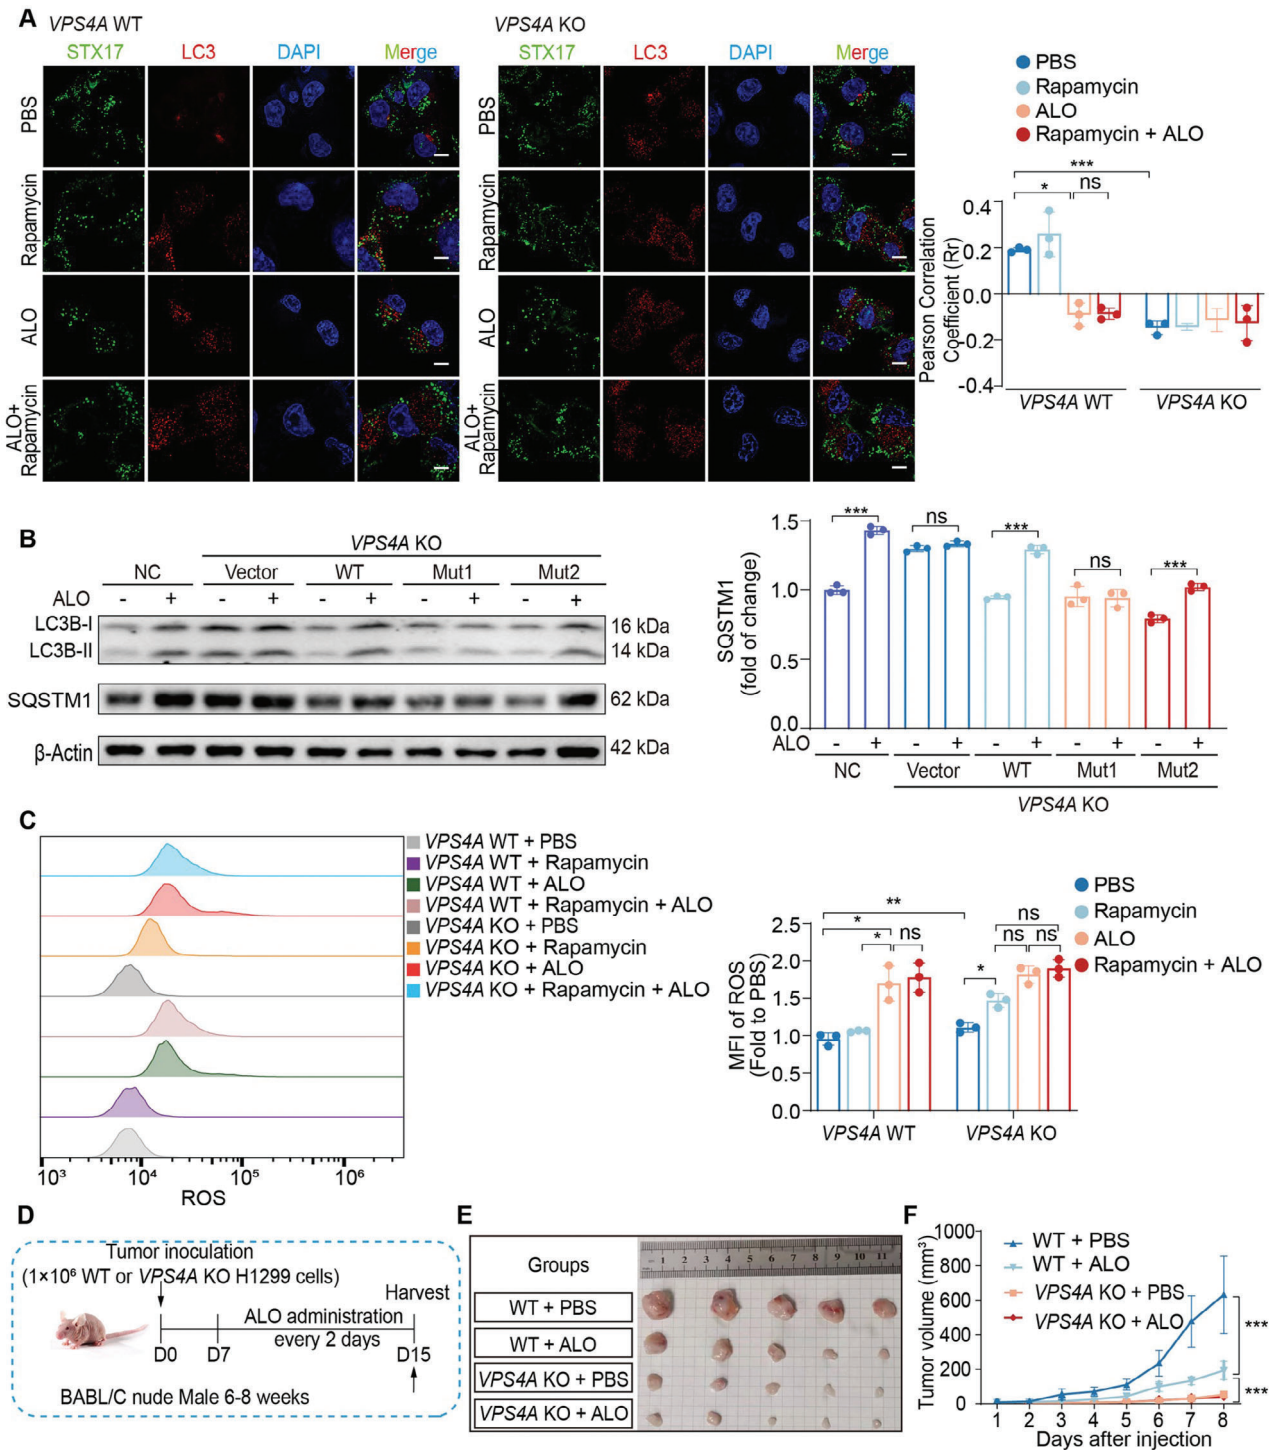 A
VPS4A WT
STX17 LC3 DAPI Merge
PBS
Rapamycin
ALO
ALO+
Rapamycin
VPS4A KO
STX17 LC3 DAPI Merge
PBS
Rapamycin
ALO
ALO+
Rapamycin
PBS
Rapamycin
ALO
Rapamycin + ALO
***
* ns
Pearson Correlation
Coefficient (Rr)
0.4
0.2
0.0
-0.2
-0.4
VPS4A WT VPS4A KO
B
VPS4A KO
NC Vector WT Mut1 Mut2
ALO - + - + - + - + - +
LC3B-I 16 kDa
LC3B-II 14 kDa
SQSTM1 62 kDa
β-Actin 42 kDa
SQSTM1
(fold of change)
1.5
1.0
0.5
0.0
*** ns *** ns ***
ALO - + - + - + - + - +
NC Vector WT Mut1 Mut2
VPS4A KO
C
VPS4A WT + PBS
VPS4A WT + Rapamycin
VPS4A WT + ALO
VPS4A WT + Rapamycin + ALO
VPS4A KO + PBS
VPS4A KO + Rapamycin
VPS4A KO + ALO
VPS4A KO + Rapamycin + ALO
10³ 10⁴ 10⁵ 10⁶
ROS
MFI of ROS
(Fold to PBS)
2.5
2.0
1.5
1.0
0.5
0.0
**
* ns
* ns ns ns
*
VPS4A WT VPS4A KO
PBS
Rapamycin
ALO
Rapamycin + ALO
D
Tumor inoculation
(1×10⁶ WT or VPS4A KO H1299 cells)
Harvest
ALO administration
every 2 days
D0 D7 D15
BABL/C nude Male 6-8 weeks
E
Groups
WT + PBS
WT + ALO
VPS4A KO + PBS
VPS4A KO + ALO
1 2 3 4 5 6 7 8 9 10 11
F
Tumor volume (mm³)
1000
800
600
400
200
0
WT + PBS
WT + ALO
VPS4A KO + PBS
VPS4A KO + ALO
***
***
1 2 3 4 5 6 7 8
Days after injection